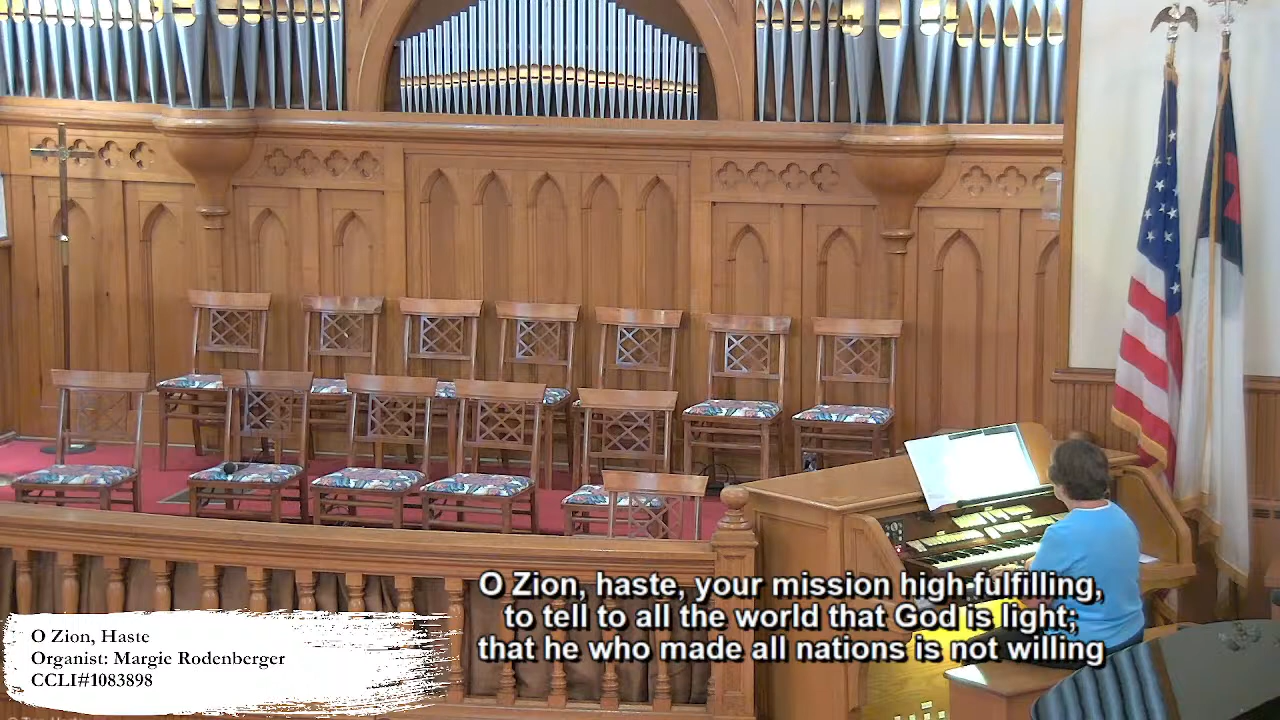 O Zion, haste, your mission high fulfilling,
to tell to all the world that God is light;
that he who made all nations is not willing
O Zion, Haste
Organist: Margie Rodenberger
CCLI#1083898